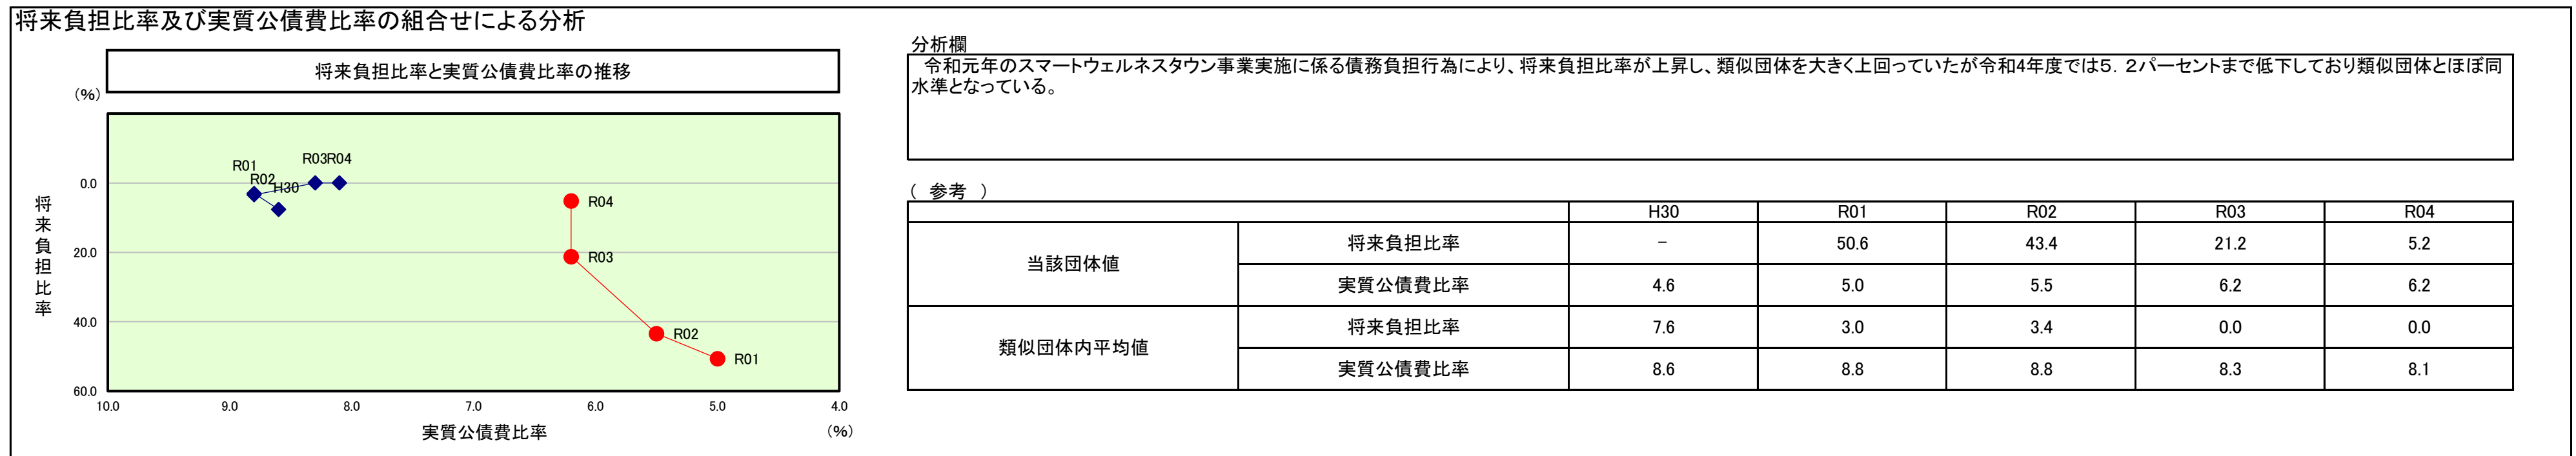 将来負担比率及び実質公債費比率の組合せによる分析
将来負担比率と実質公債費比率の推移
(%)
R01
R02
H30
R03
R04
R04
R03
R02
R01
0.0
20.0
40.0
60.0
将来負担比率
10.0 9.0 8.0 7.0 6.0 5.0 4.0
実質公債費比率
(%)
分析欄
　令和元年のスマートウェルネスタウン事業実施に係る債務負担行為により、将来負担比率が上昇し、類似団体を大きく上回っていたが令和4年度では5．2パーセントまで低下しており類似団体とほぼ同
水準となっている。
( 参考 )
H30 R01 R02 R03 R04
当該団体値
将来負担比率 － 50.6 43.4 21.2 5.2
実質公債費比率 4.6 5.0 5.5 6.2 6.2
類似団体内平均値
将来負担比率 7.6 3.0 3.4 0.0 0.0
実質公債費比率 8.6 8.8 8.8 8.3 8.1